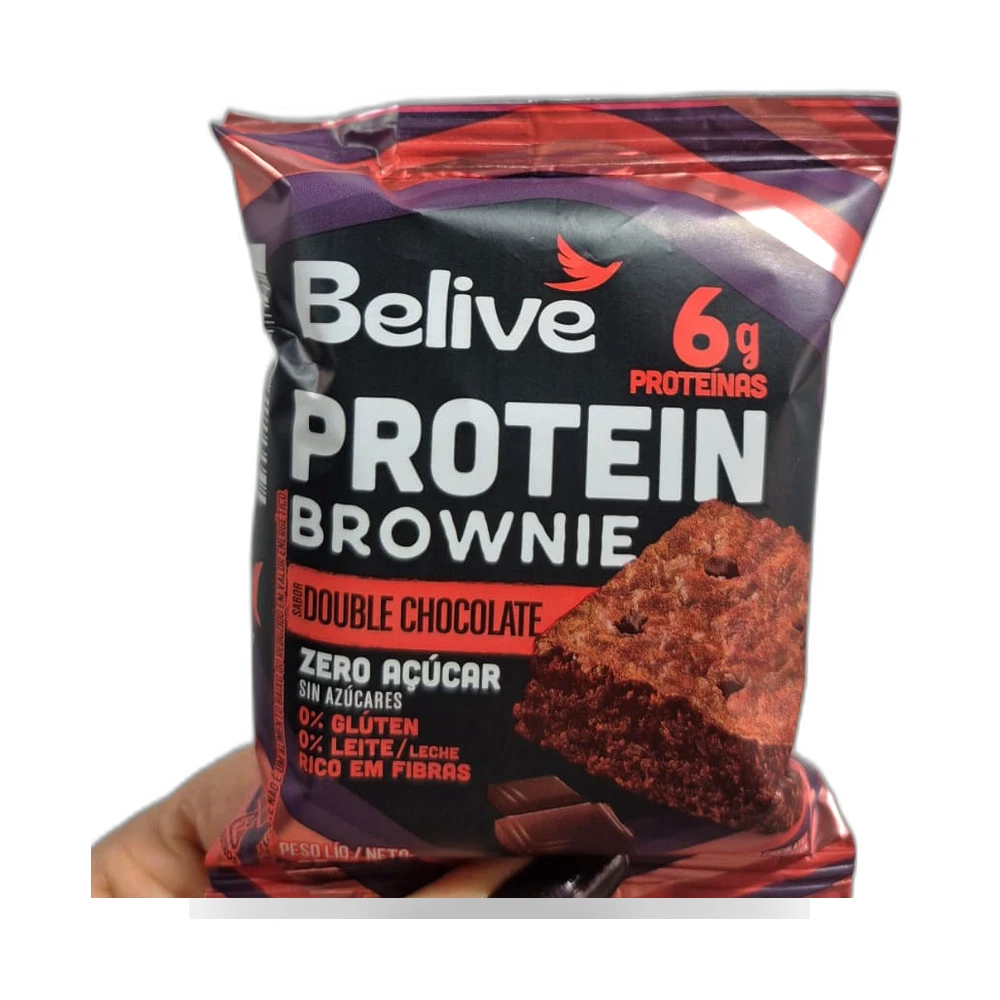 Belive
6g
PROTEÍNAS
PROTEIN
BROWNIE
SABOR
DOUBLE CHOCOLATE
ZERO AÇÚCAR
SIN AZÚCARES
0% GLÚTEN
0% LEITE/LECHE
RICO EM FIBRAS
PESO LÍQ/NETO